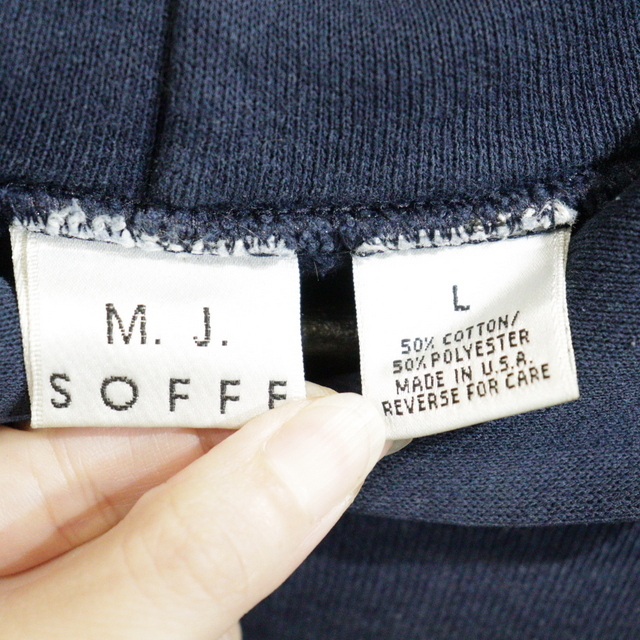 M. J.
SOFFE
L
50% COTTON/
50% POLYESTER
MADE IN U.S.A.
REVERSE FOR CARE